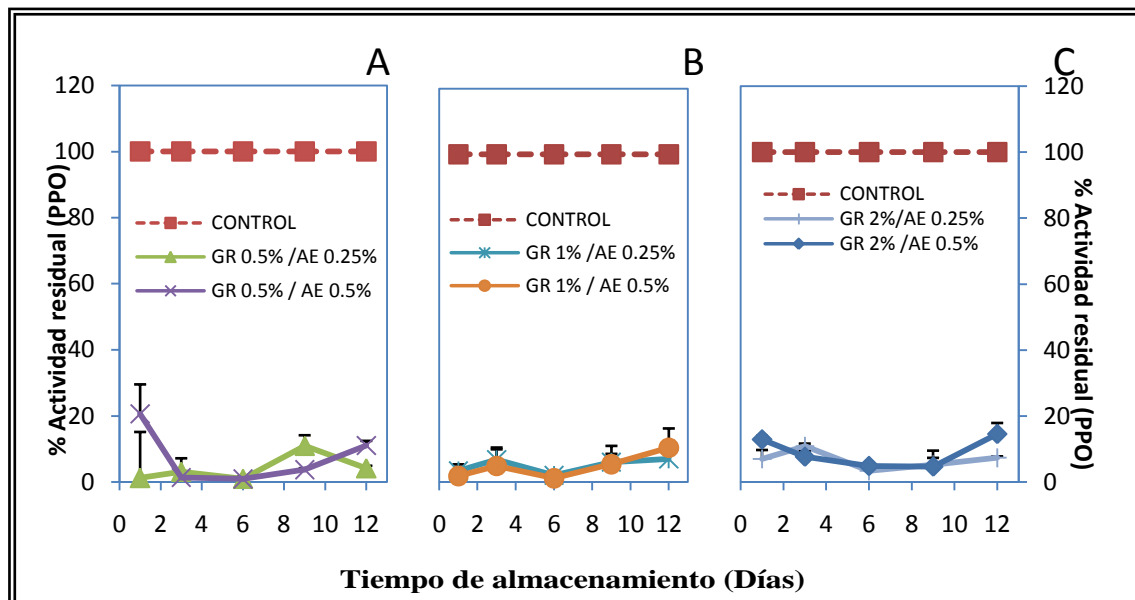 A
B
C
120
100
80
60
40
20
0
% Actividad residual (PPO)
CONTROL
GR 0.5% /AE 0.25%
GR 0.5% / AE 0.5%
0 2 4 6 8 10 12
CONTROL
GR 1% /AE 0.25%
GR 1% / AE 0.5%
0 2 4 6 8 10 12
CONTROL
GR 2%/AE 0.25%
GR 2% /AE 0.5%
0 2 4 6 8 10 12
120
100
80
60
40
20
0
% Actividad residual (PPO)
Tiempo de almacenamiento (Días)